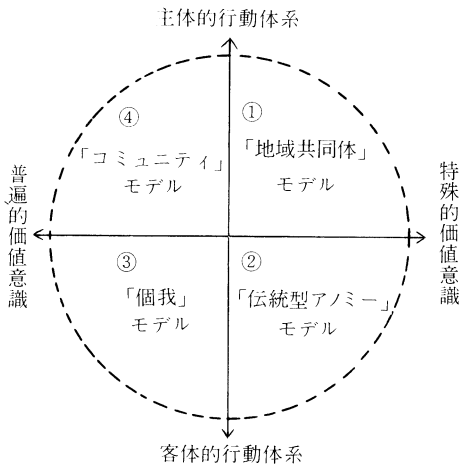 主体的行動体系
④
「コミュニティ」
モデル
①
「地域共同体」
モデル
普遍的価値意識
特殊的価値意識
③
「個我」
モデル
②
「伝統型アノミー」
モデル
客体的行動体系